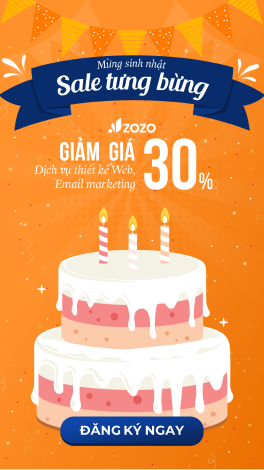 Mừng sinh nhật
Sale tưng bừng
zozo
GIẢM GIÁ
30%
Dịch vụ thiết kế Web,
Email marketing
ĐĂNG KÝ NGAY